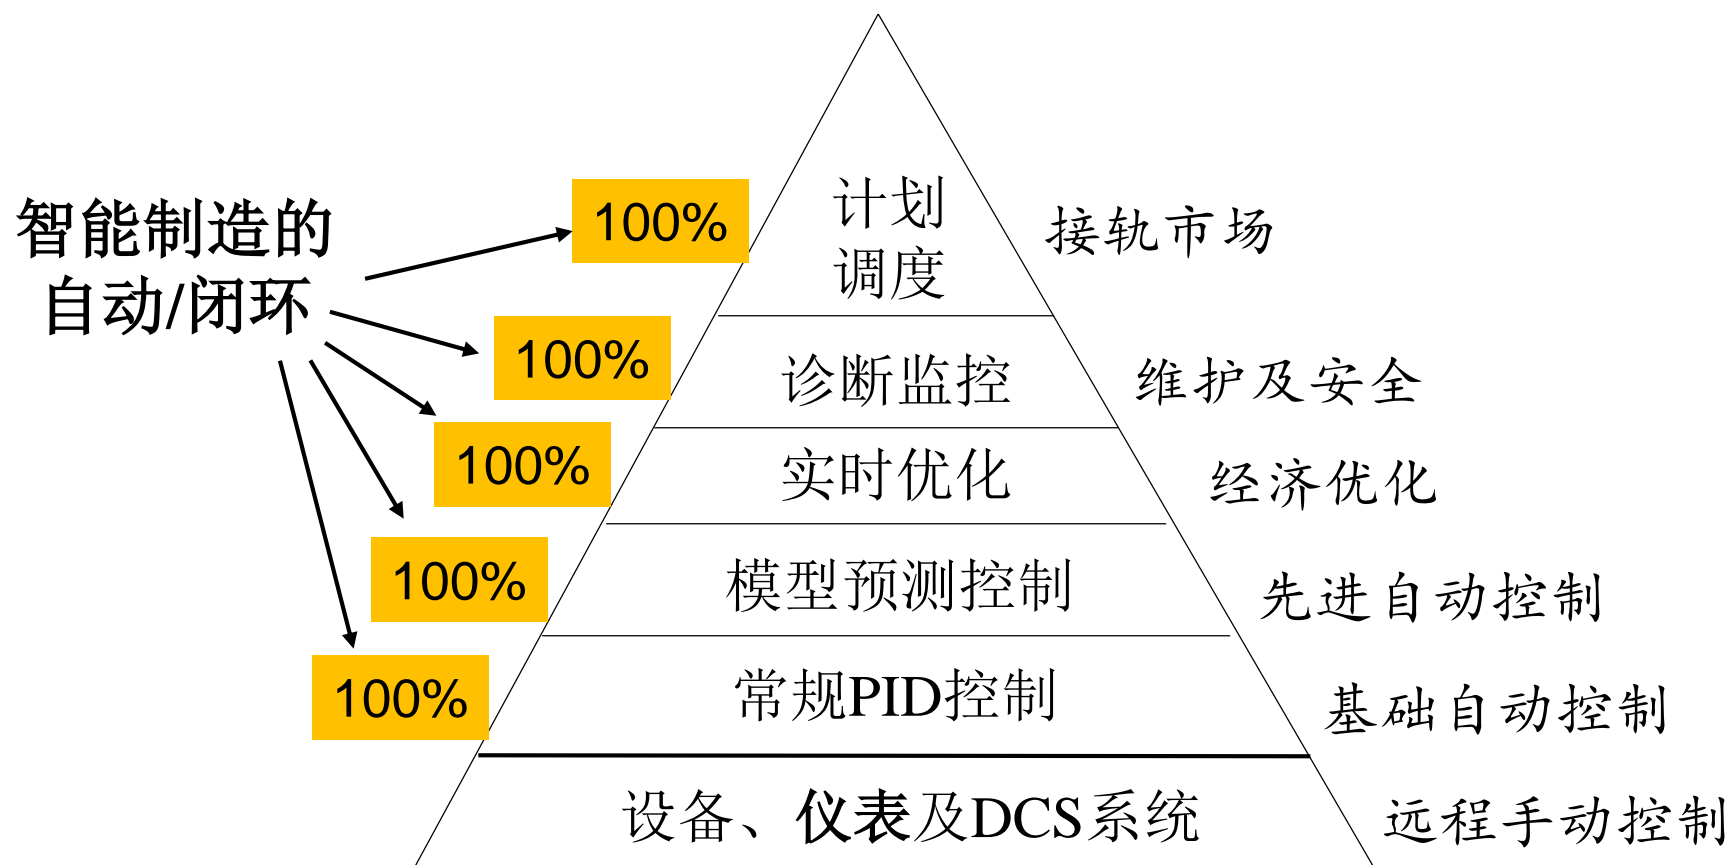 智能制造的
自动/闭环
100%
计划
调度
接轨市场
100%
诊断监控
维护及安全
100%
实时优化
经济优化
100%
模型预测控制
先进自动控制
100%
常规PID控制
基础自动控制
设备、仪表及DCS系统
远程手动控制